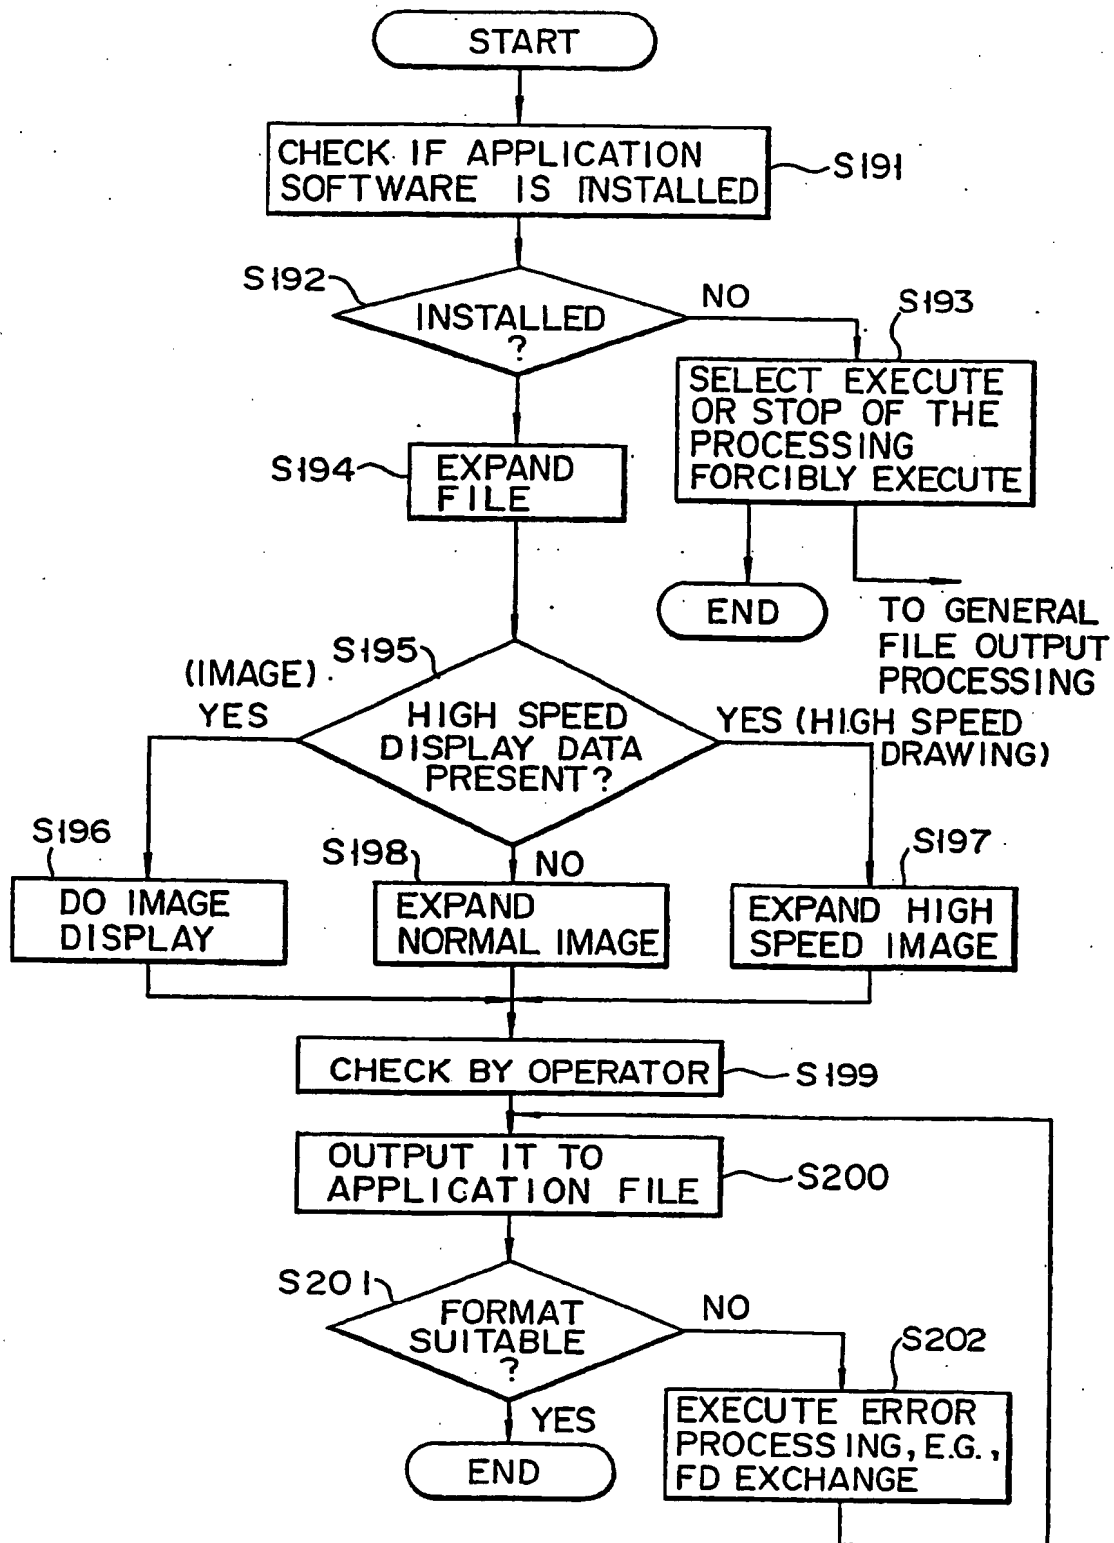 START
CHECK IF APPLICATION
SOFTWARE IS INSTALLED
S191
S192
INSTALLED
?
NO
S193
SELECT EXECUTE
OR STOP OF THE
PROCESSING
FORCIBLY EXECUTE
S194
EXPAND
FILE
END
TO GENERAL
FILE OUTPUT
PROCESSING
S195
(IMAGE)
YES
HIGH SPEED
DISPLAY DATA
PRESENT?
YES (HIGH SPEED
DRAWING)
S196
DO IMAGE
DISPLAY
S198
NO
EXPAND
NORMAL IMAGE
S197
EXPAND HIGH
SPEED IMAGE
CHECK BY OPERATOR
S199
OUTPUT IT TO
APPLICATION FILE
S200
S201
FORMAT
SUITABLE
?
NO
S202
YES
END
EXECUTE ERROR
PROCESSING, E.G.,
FD EXCHANGE